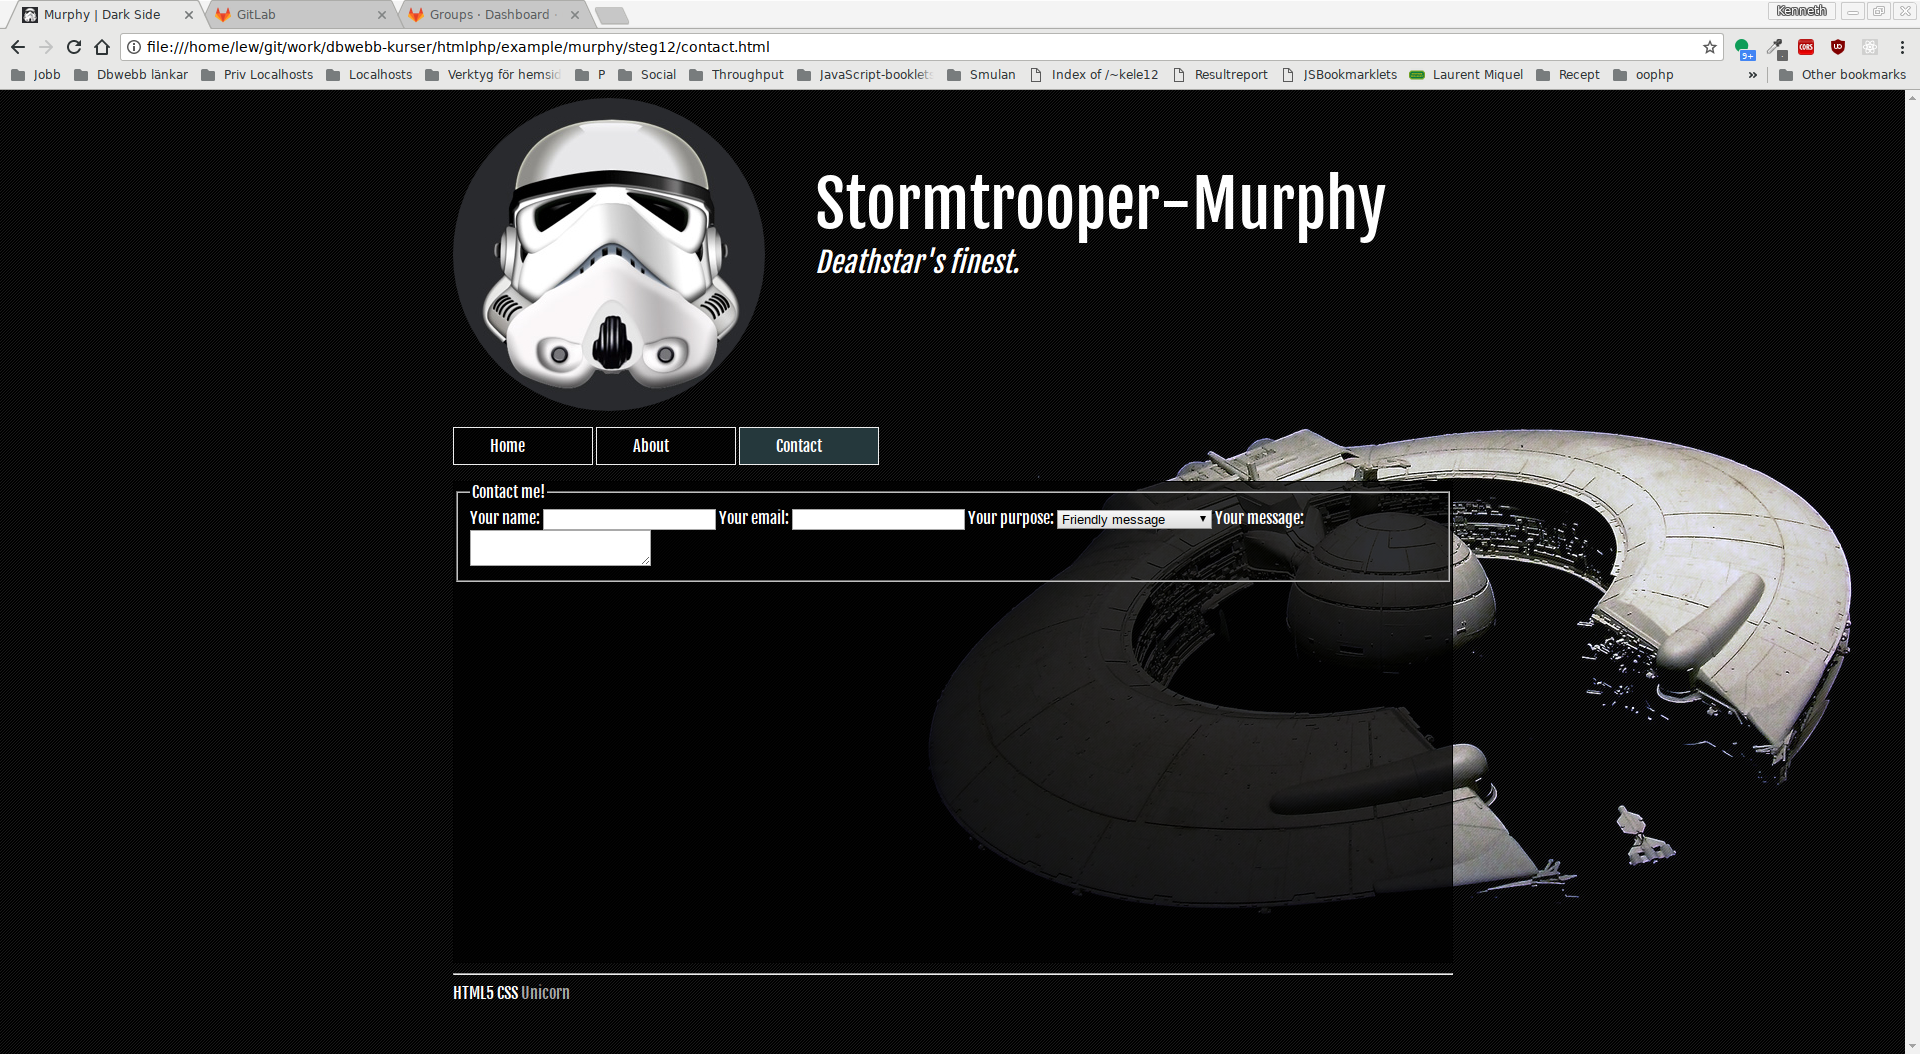 Murphy | Dark Side GitLab Groups · Dashboard · Kenneth
file:///home/lew/git/work/dbwebb-kurser/htmlphp/example/murphy/steg12/contact.html 9+ CORS
Jobb Dbwebb länkar Priv Localhosts Localhosts Verktyg för hemsid P Social Throughput JavaScript-booklets Smulan Index of /~kele12 Resultreport JSBookmarklets Laurent Miquel Recept oophp » Other bookmarks
Stormtrooper-Murphy
Deathstar's finest.
Home About Contact
Contact me!
Your name: Your email: Your purpose: Friendly message Your message:
HTML5 CSS Unicorn